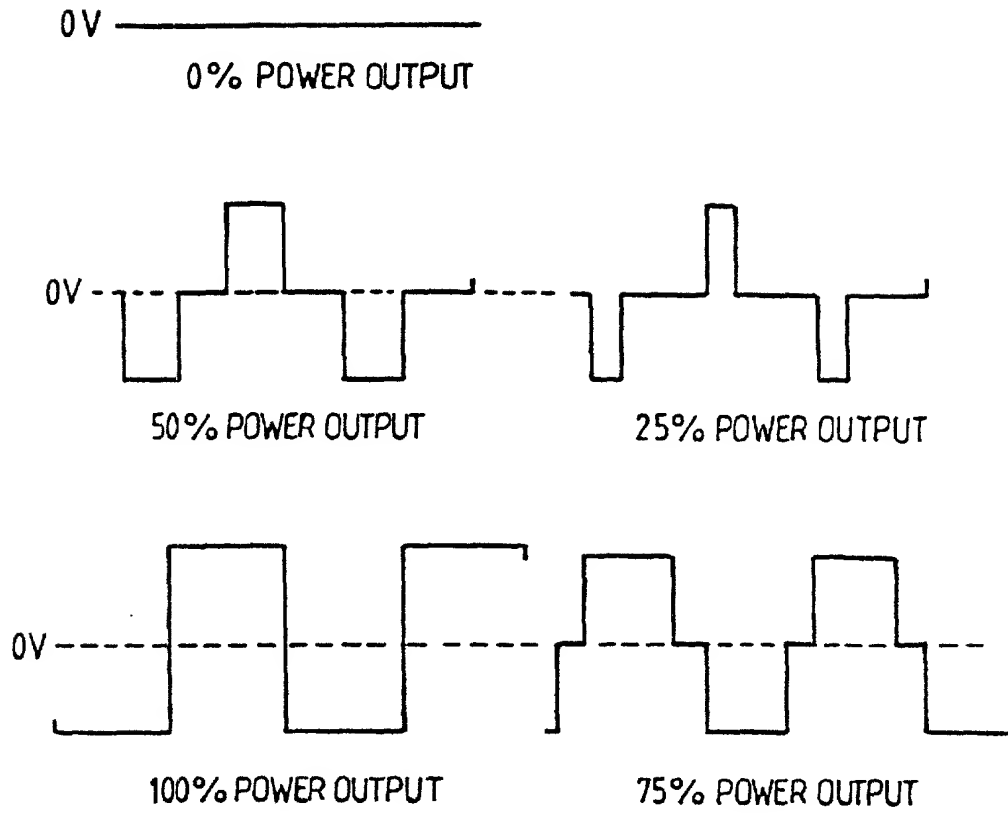 0V
0% POWER OUTPUT
0V
50% POWER OUTPUT
25% POWER OUTPUT
0V
100% POWER OUTPUT
75% POWER OUTPUT